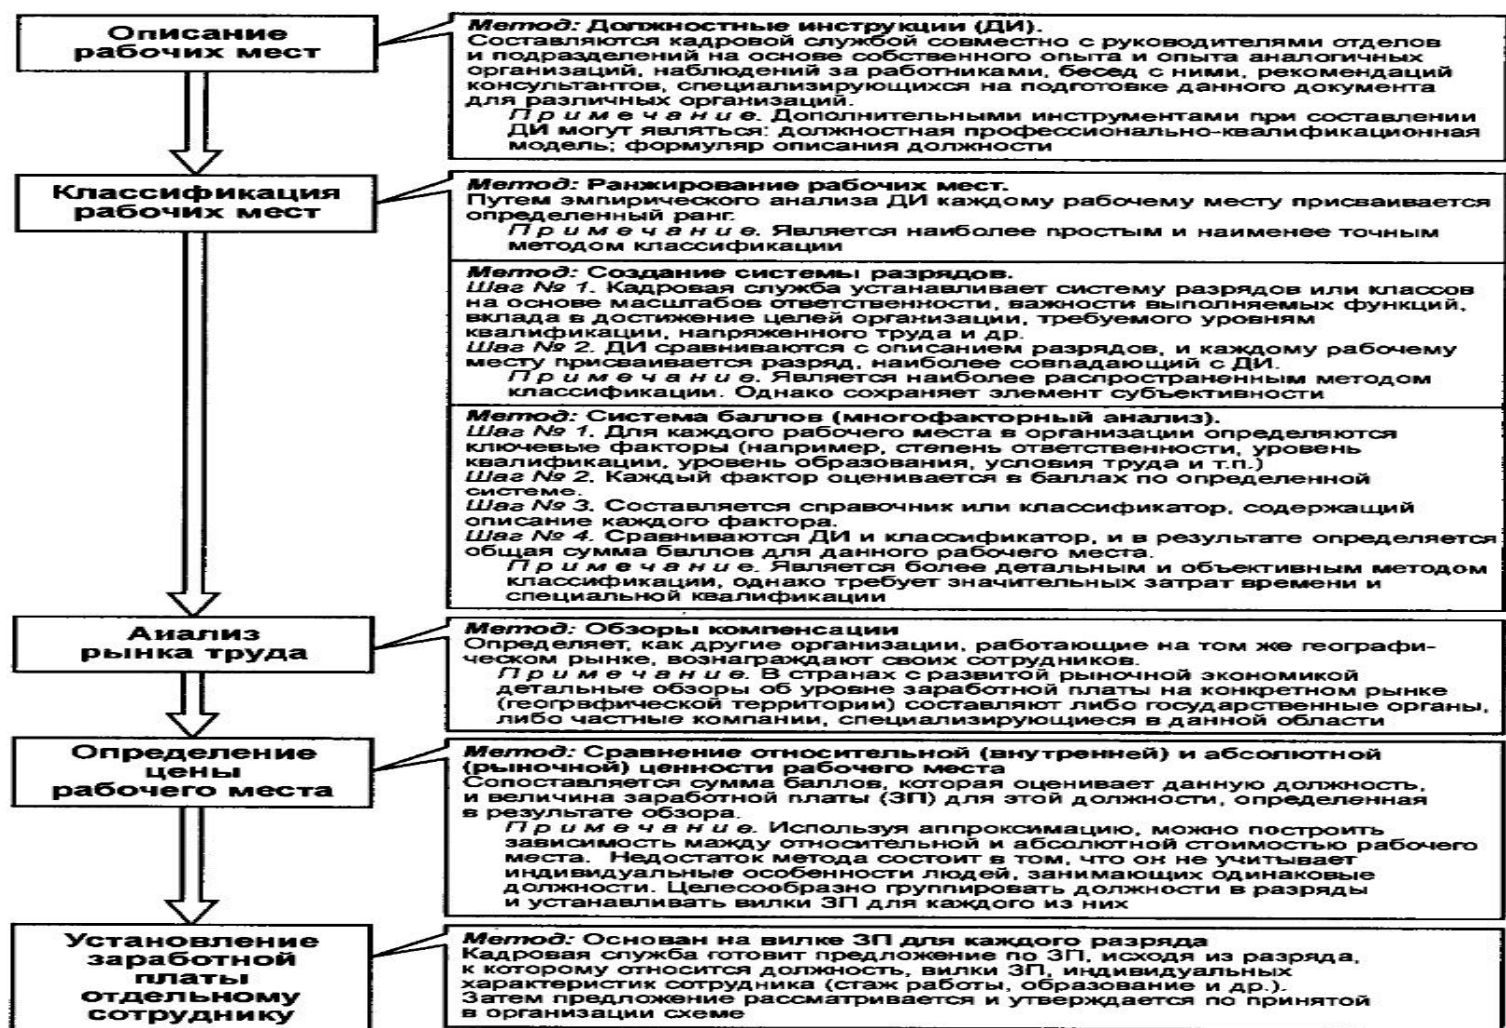 Описание
рабочих мест
Метод: Должностные инструкции (ДИ).
Составляются кадровой службой совместно с руководителями отделов
и подразделений на основе собственного опыта и опыта аналогичных
организаций, наблюдений за работниками, бесед с ними, рекомендаций
консультантов, специализирующихся на подготовке данного документа
для различных организаций.
Примечание. Дополнительными инструментами при составлении
ДИ могут являться: должностная профессионально-квалификационная
модель; формуляр описания должности
Классификация
рабочих мест
Метод: Ранжирование рабочих мест.
Путем эмпирического анализа ДИ каждому рабочему месту присваивается
определенный ранг.
Примечание. Является наиболее простым и наименее точным
методом классификации
Метод: Создание системы разрядов.
Шаг № 1. Кадровая служба устанавливает систему разрядов или классов
на основе масштабов ответственности, важности выполняемых функций,
вклада в достижение целей организации, требуемого уровням
квалификации, напряженного труда и др.
Шаг № 2. ДИ сравниваются с описанием разрядов, и каждому рабочему
месту присваивается разряд, наиболее совпадающий с ДИ.
Примечание. Является наиболее распространенным методом
классификации. Однако сохраняет элемент субъективности
Метод: Система баллов (многофакторный анализ).
Шаг № 1. Для каждого рабочего места в организации определяются
ключевые факторы (например, степень ответственности, уровень
квалификации, уровень образования, условия труда и т.п.)
Шаг № 2. Каждый фактор оценивается в баллах по определенной
системе.
Шаг № 3. Составляется справочник или классификатор, содержащий
описание каждого фактора.
Шаг № 4. Сравниваются ДИ и классификатор, и в результате определяется
общая сумма баллов для данного рабочего места.
Примечание. Является более детальным и объективным методом
классификации, однако требует значительных затрат времени и
специальной квалификации
Анализ
рынка труда
Метод: Обзоры компенсации
Определяет, как другие организации, работающие на том же географи-
ческом рынке, вознаграждают своих сотрудников.
Примечание. В странах с развитой рыночной экономикой
детальные обзоры об уровне заработной платы на конкретном рынке
(географической территории) составляют либо государственные органы,
либо частные компании, специализирующиеся в данной области
Определение
цены
рабочего места
Метод: Сравнение относительной (внутренней) и абсолютной
(рыночной) ценности рабочего места
Сопоставляется сумма баллов, которая оценивает данную должность,
и величина заработной платы (ЗП) для этой должности, определенная
в результате обзора.
Примечание. Используя аппроксимацию, можно построить
зависимость мажду относительной и абсолютной стоимостью рабочего
места. Недостаток метода состоит в том, что он не учитывает
индивидуальные особенности людей, занимающих одинаковые
должности. Целесообразно группировать должности в разряды
и устанавливать вилки ЗП для каждого из них
Установление
заработной
платы
отдельному
сотруднику
Метод: Основан на вилке ЗП для каждого разряда
Кадровая служба готовит предложение по ЗП, исходя из разряда,
к которому относится должность, вилки ЗП, индивидуальных
характеристик сотрудника (стаж работы, образование и др.).
Затем предложение рассматривается и утверждается по принятой
в организации схеме